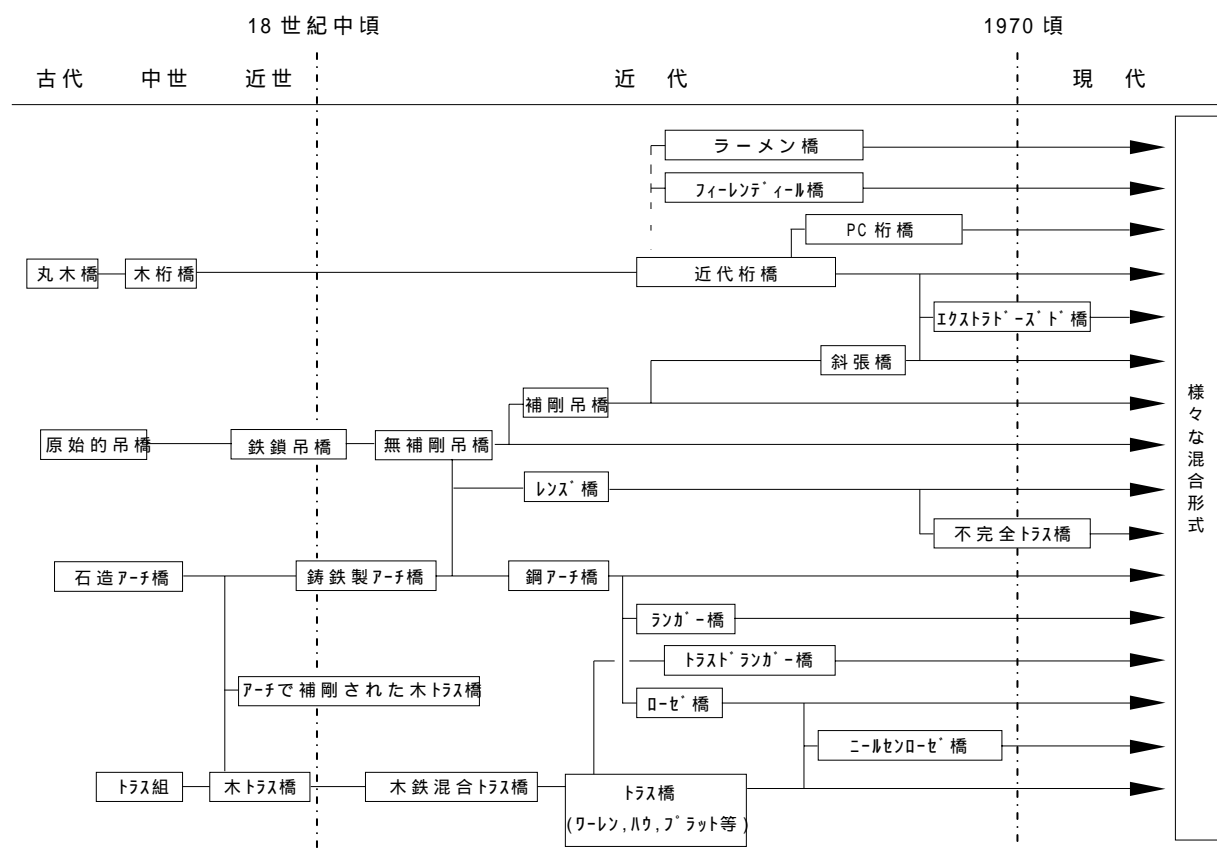 18世紀中頃
1970頃
古代 中世 近世 近代 現代
ラーメン橋
フィーレンディール橋
PC桁橋
丸木橋 木桁橋 近代桁橋
エクストラドーズド橋
斜張橋
補剛吊橋
原始的吊橋 鉄鎖吊橋 無補剛吊橋
レンズ橋
不完全トラス橋
石造アーチ橋 鋳鉄製アーチ橋 鋼アーチ橋
ランガー橋
トラスドランガー橋
アーチで補剛された木トラス橋
ローゼ橋
ニールセンローゼ橋
トラス組 木トラス橋 木鉄混合トラス橋 トラス橋
(ワーレン,ハウ,プラット等)
様々な混合形式